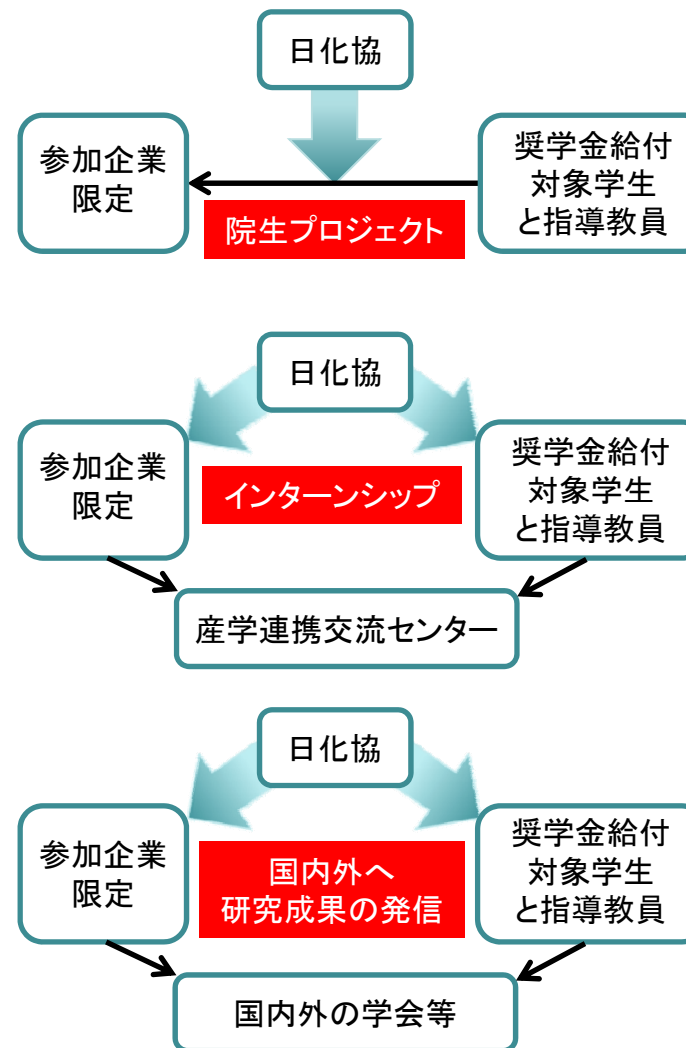 日化協
参加企業
限定
奨学金給付
対象学生
と指導教員
院生プロジェクト
日化協
参加企業
限定
奨学金給付
対象学生
と指導教員
インターンシップ
産学連携交流センター
日化協
参加企業
限定
奨学金給付
対象学生
と指導教員
国内外へ
研究成果の発信
国内外の学会等